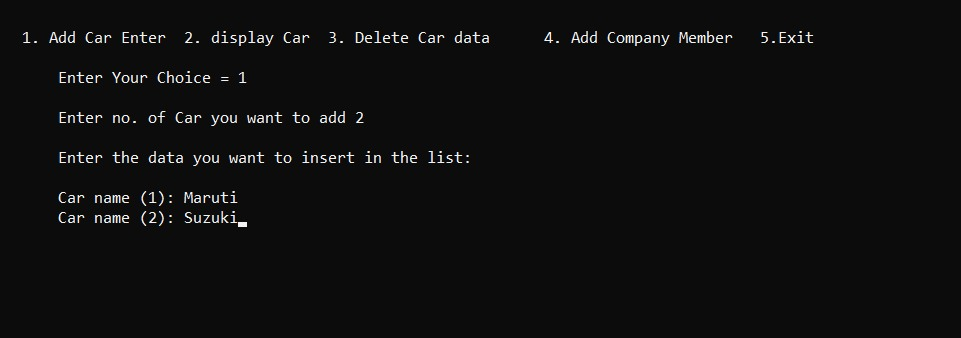 1. Add Car Enter  2. display Car  3. Delete Car data      4. Add Company Member   5.Exit
Enter Your Choice = 1
Enter no. of Car you want to add 2
Enter the data you want to insert in the list:
Car name (1): Maruti
Car name (2): Suzuki